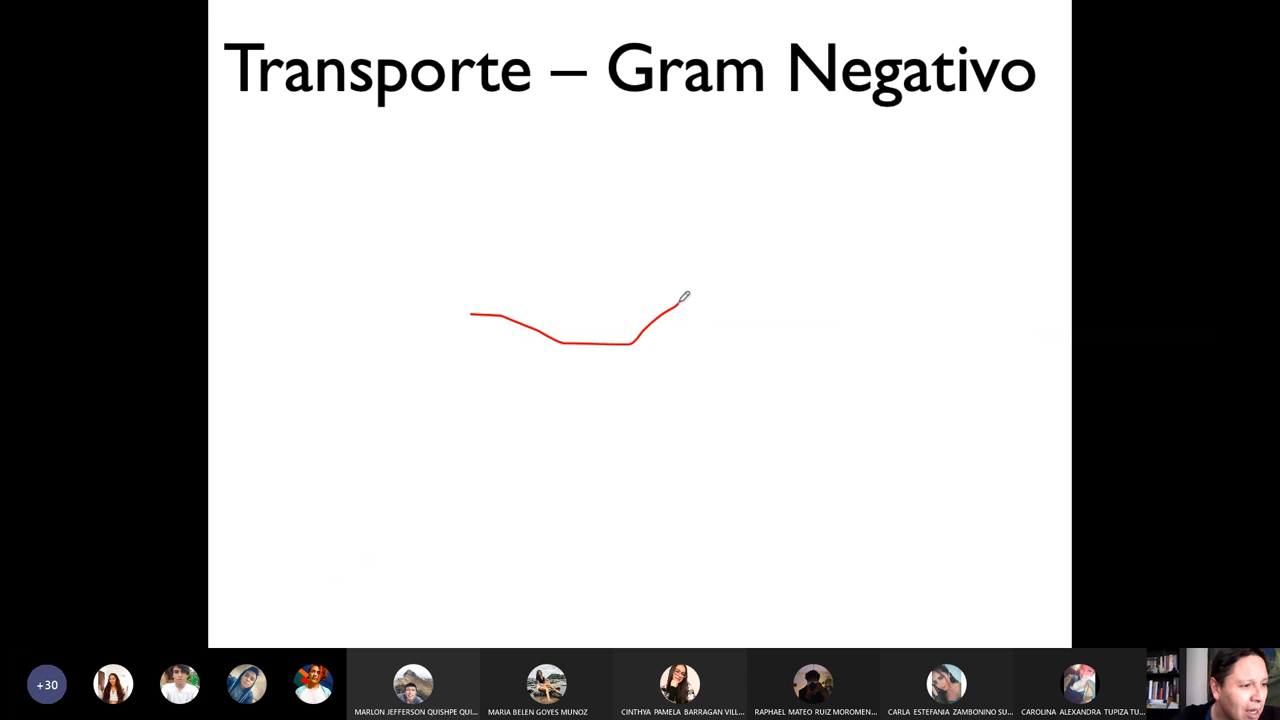 Transporte – Gram Negativo
+30
MARLON JEFFERSON QUISHPE QUI...
MARIA BELEN GOYES MUNOZ
CINTHYA PAMELA BARRAGAN VILL...
RAPHAEL MATEO RUIZ MOROMEN...
CARLA ESTEFANIA ZAMBONINO SU...
CAROLINA ALEXANDRA TUPIZA TU...